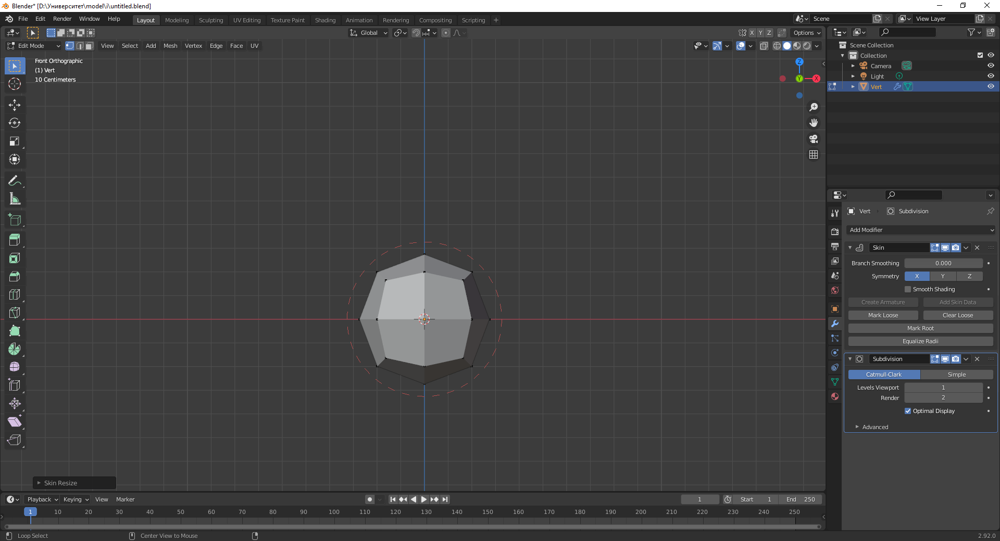 Blender* [D:\Университет\model\i\untitled.blend]
File Edit Render Window Help
Layout Modeling Sculpting UV Editing Texture Paint Shading Animation Rendering Compositing Scripting +
Scene
View Layer
Global
X Y Z
Options
Edit Mode
View Select Add Mesh Vertex Edge Face UV
Front Orthographic
(1) Vert
10 Centimeters
Z
Y
X
Scene Collection
Collection
Camera
Light
Vert
Vert
Subdivision
Add Modifier
Skin
Branch Smoothing 0.000
Symmetry X Y Z
Smooth Shading
Create Armature Add Skin Data
Mark Loose Clear Loose
Mark Root
Equalize Radii
Subdivision
Catmull-Clark Simple
Levels Viewport 1
Render 2
Optimal Display
Advanced
Skin Resize
Playback Keying View Marker
1
Start 1
End 250
1 10 20 30 40 50 60 70 80 90 100 110 120 130 140 150 160 170 180 190 200 210 220 230 240 250
Loop Select
Center View to Mouse
2.92.0